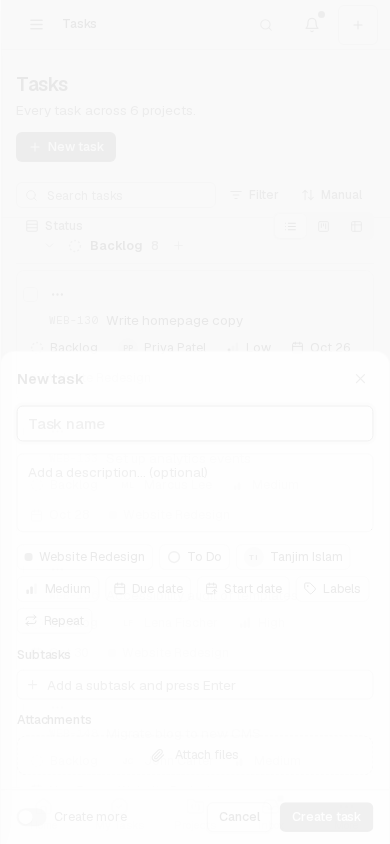 Tasks
Tasks
Every task across 6 projects
New task
Search tasks
Filter
Manual
Status
Backlog 6
WEB-130 Write homepage copy
Backlog Priya Patel Low Oct 26
New task
Task name
Add a description... (optional)
Website Redesign To Do Tanjim Islam
Medium Due date Start date Labels
Repeat
Subtasks
Add a subtask and press Enter
Attachments
Attach files
Create more Cancel Create task